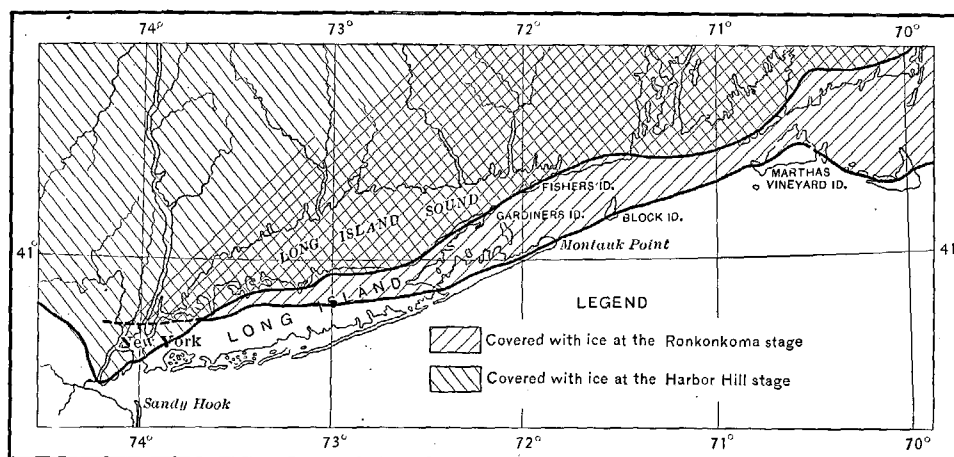 74° 73° 72° 71° 70°
FISHERS ID.
MARTHAS
VINEYARD ID.
LONG ISLAND SOUND
GARDINERS ID.
BLOCK ID.
41° 41
Montauk Point
LONG ISLAND
LEGEND
New York
Covered with ice at the Ronkonkoma stage
Covered with ice at the Harbor Hill stage
Sandy Hook
74° 73° 72° 71° 70°